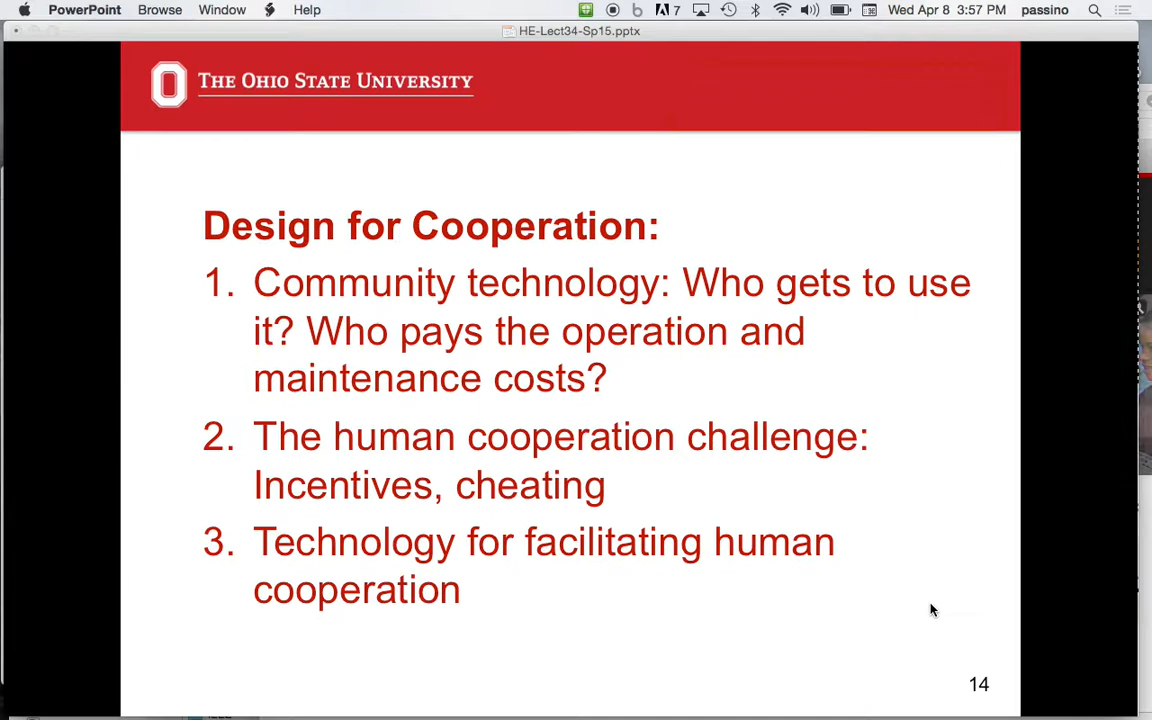 PowerPoint Browse Window Help 7 Wed Apr 8 3:57 PM passino
HE-Lect34-Sp15.pptx
THE OHIO STATE UNIVERSITY
Design for Cooperation:
1. Community technology: Who gets to use
it? Who pays the operation and
maintenance costs?
2. The human cooperation challenge:
Incentives, cheating
3. Technology for facilitating human
cooperation
14